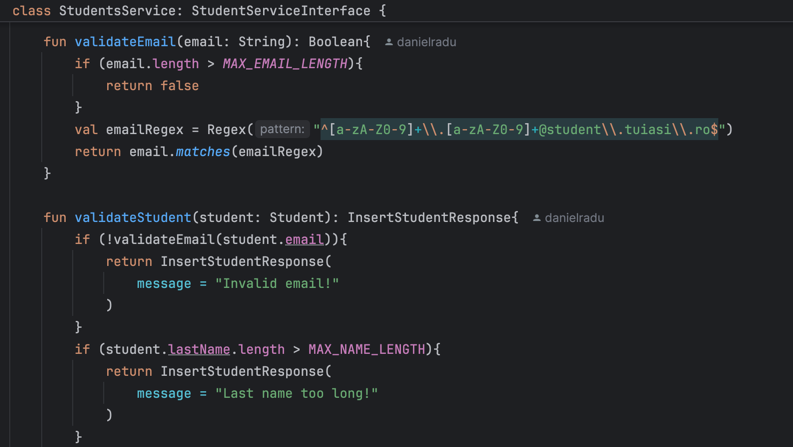 class StudentsService: StudentServiceInterface {
fun validateEmail(email: String): Boolean{ danielradu
if (email.length > MAX_EMAIL_LENGTH){
return false
}
val emailRegex = Regex( pattern: "^[a-zA-Z0-9]+\\.[a-zA-Z0-9]+@student\\.tuiasi\\.ro$")
return email.matches(emailRegex)
}
fun validateStudent(student: Student): InsertStudentResponse{ danielradu
if (!validateEmail(student.email)){
return InsertStudentResponse(
message = "Invalid email!"
)
}
if (student.lastName.length > MAX_NAME_LENGTH){
return InsertStudentResponse(
message = "Last name too long!"
)
}